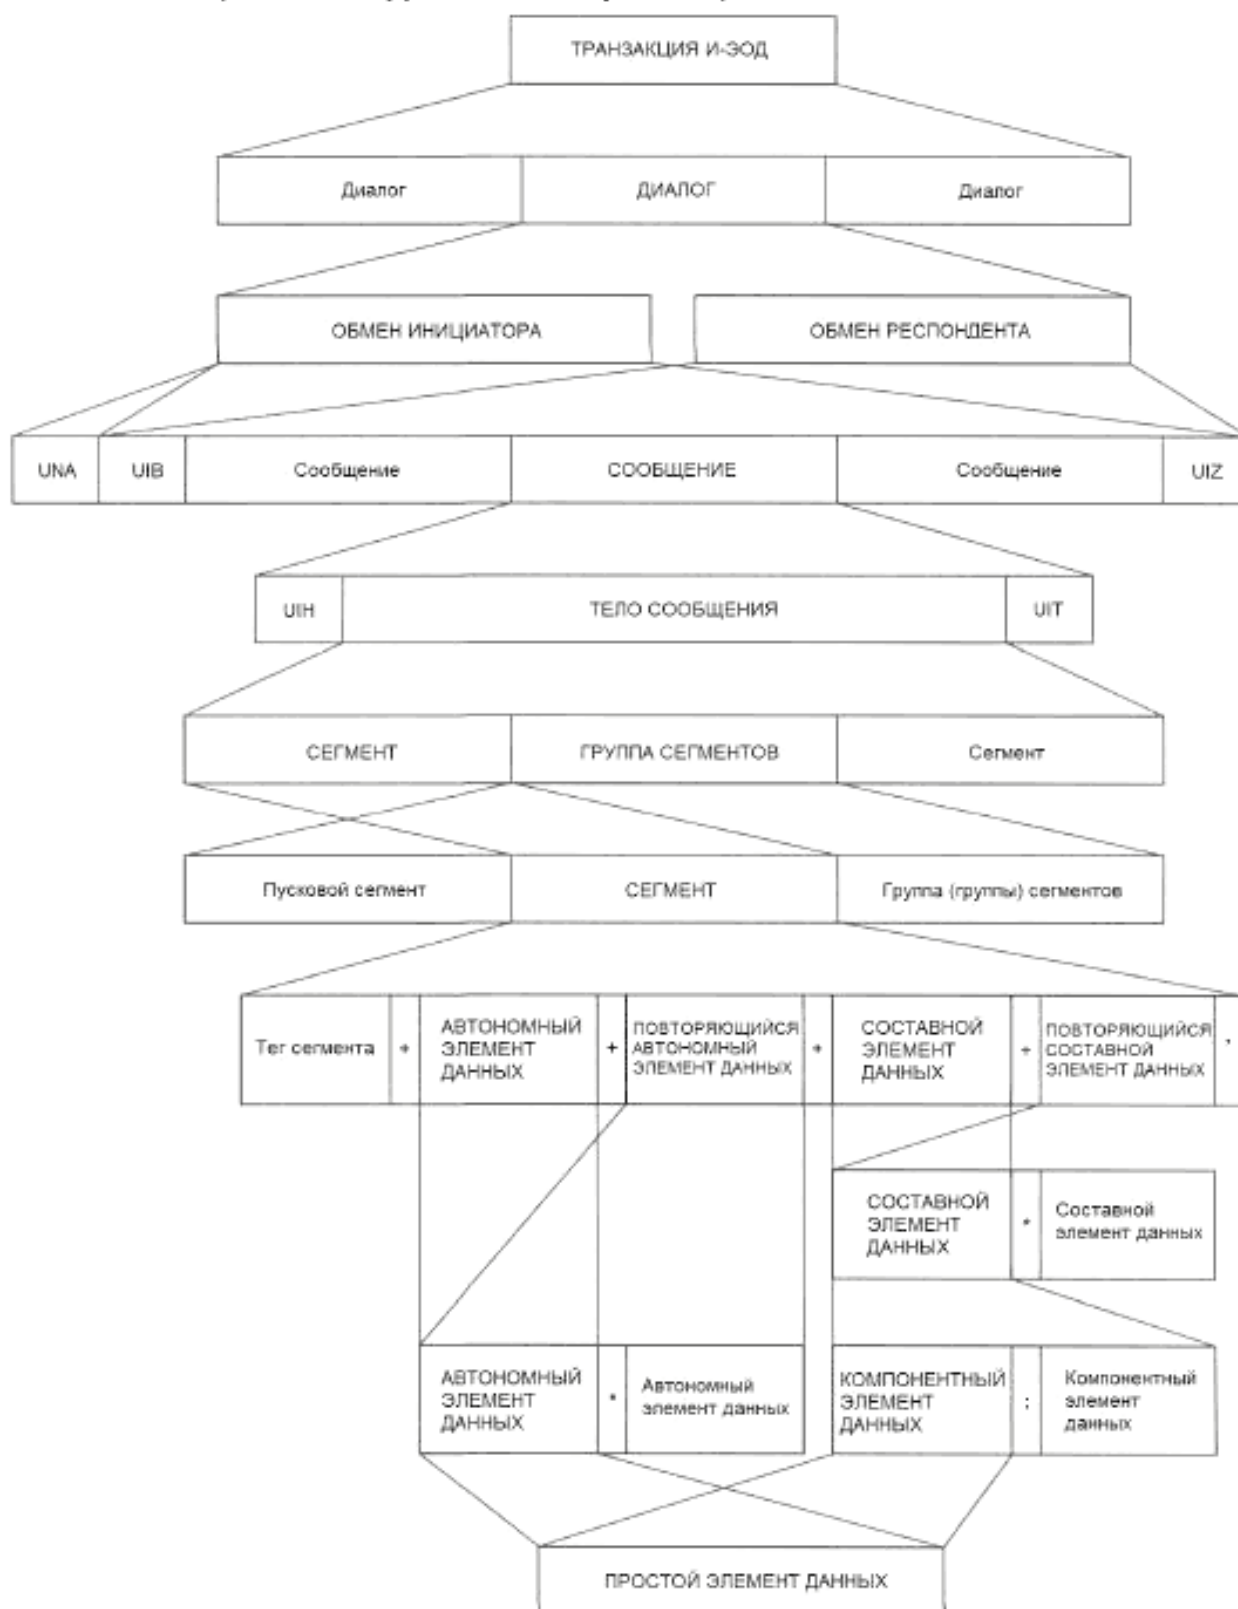 ТРАНЗАКЦИЯ И-ЭОД
Диалог
ДИАЛОГ
Диалог
ОБМЕН ИНИЦИАТОРА
ОБМЕН РЕСПОНДЕНТА
UNA
UIB
Сообщение
СООБЩЕНИЕ
Сообщение
UIZ
UIH
ТЕЛО СООБЩЕНИЯ
UIT
СЕГМЕНТ
ГРУППА СЕГМЕНТОВ
Сегмент
Пусковой сегмент
СЕГМЕНТ
Группа (группы) сегментов
Тег сегмента
+
АВТОНОМНЫЙ
ЭЛЕМЕНТ
ДАННЫХ
+
ПОВТОРЯЮЩИЙСЯ
АВТОНОМНЫЙ
ЭЛЕМЕНТ ДАННЫХ
+
СОСТАВНОЙ
ЭЛЕМЕНТ
ДАННЫХ
+
ПОВТОРЯЮЩИЙСЯ
СОСТАВНОЙ
ЭЛЕМЕНТ ДАННЫХ
'
СОСТАВНОЙ
ЭЛЕМЕНТ
ДАННЫХ
*
Составной
элемент данных
АВТОНОМНЫЙ
ЭЛЕМЕНТ
ДАННЫХ
*
Автономный
элемент данных
КОМПОНЕНТНЫЙ
ЭЛЕМЕНТ
ДАННЫХ
:
Компонентный
элемент
данных
ПРОСТОЙ ЭЛЕМЕНТ ДАННЫХ